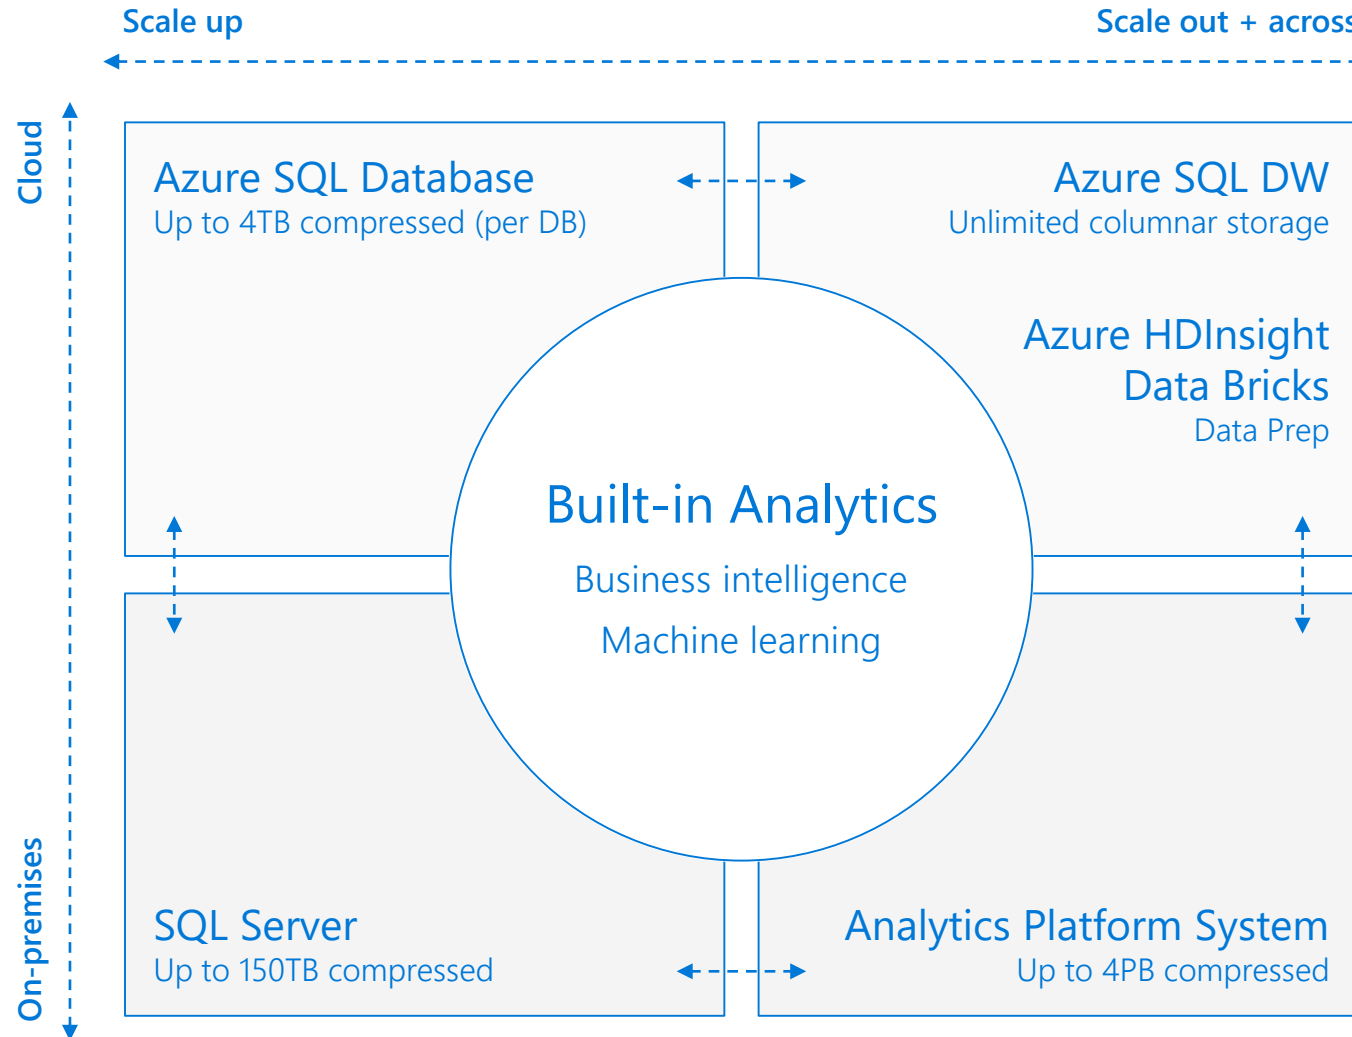 Scale up
Scale out + across
Cloud
Azure SQL Database
Up to 4TB compressed (per DB)
Azure SQL DW
Unlimited columnar storage
Azure HDInsight
Data Bricks
Data Prep
Built-in Analytics
Business intelligence
Machine learning
On-premises
SQL Server
Up to 150TB compressed
Analytics Platform System
Up to 4PB compressed